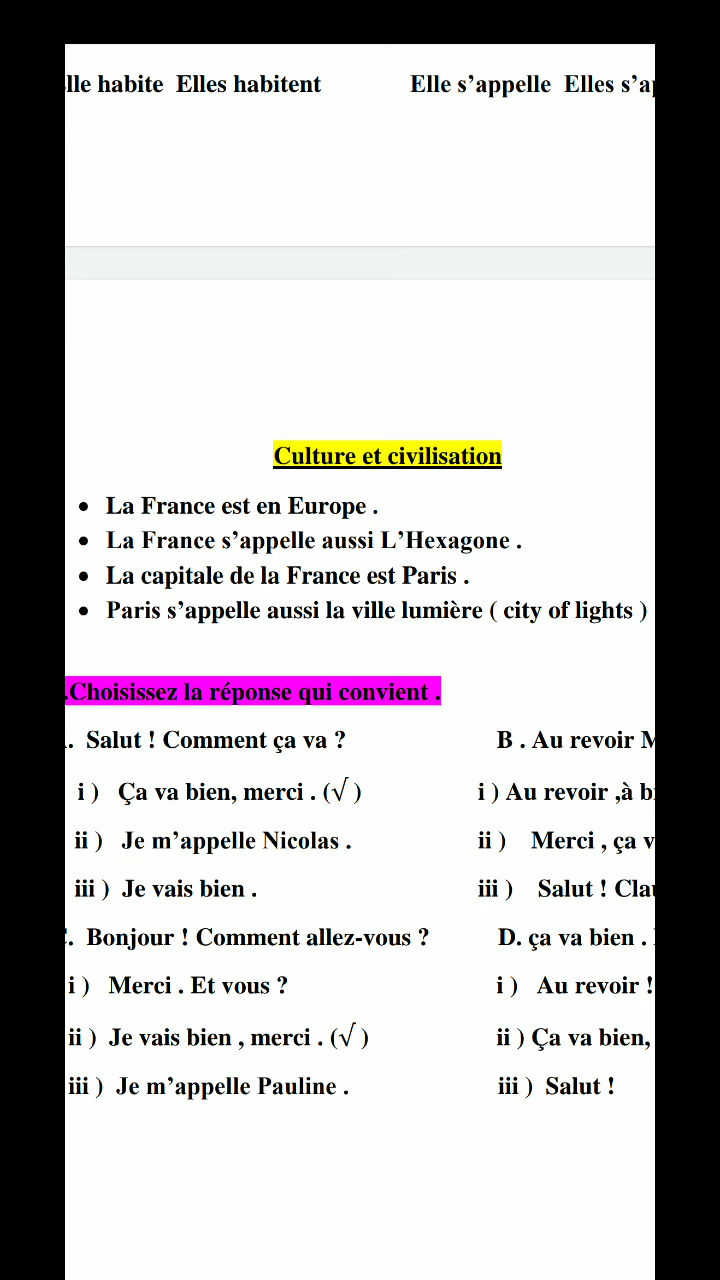 lle habite Elles habitent Elle s’appelle Elles s’a
Culture et civilisation
• La France est en Europe .
• La France s’appelle aussi L’Hexagone .
• La capitale de la France est Paris .
• Paris s’appelle aussi la ville lumière ( city of lights )
.Choisissez la réponse qui convient .
. Salut ! Comment ça va ? B . Au revoir
i ) Ça va bien, merci . (√ ) i ) Au revoir ,à
ii ) Je m’appelle Nicolas . ii ) Merci , ça
iii ) Je vais bien . iii ) Salut !
. Bonjour ! Comment allez-vous ? D. ça va bien .
i ) Merci . Et vous ? i ) Au revoir !
ii ) Je vais bien , merci . (√ ) ii ) Ça va bien,
iii ) Je m’appelle Pauline . iii ) Salut !